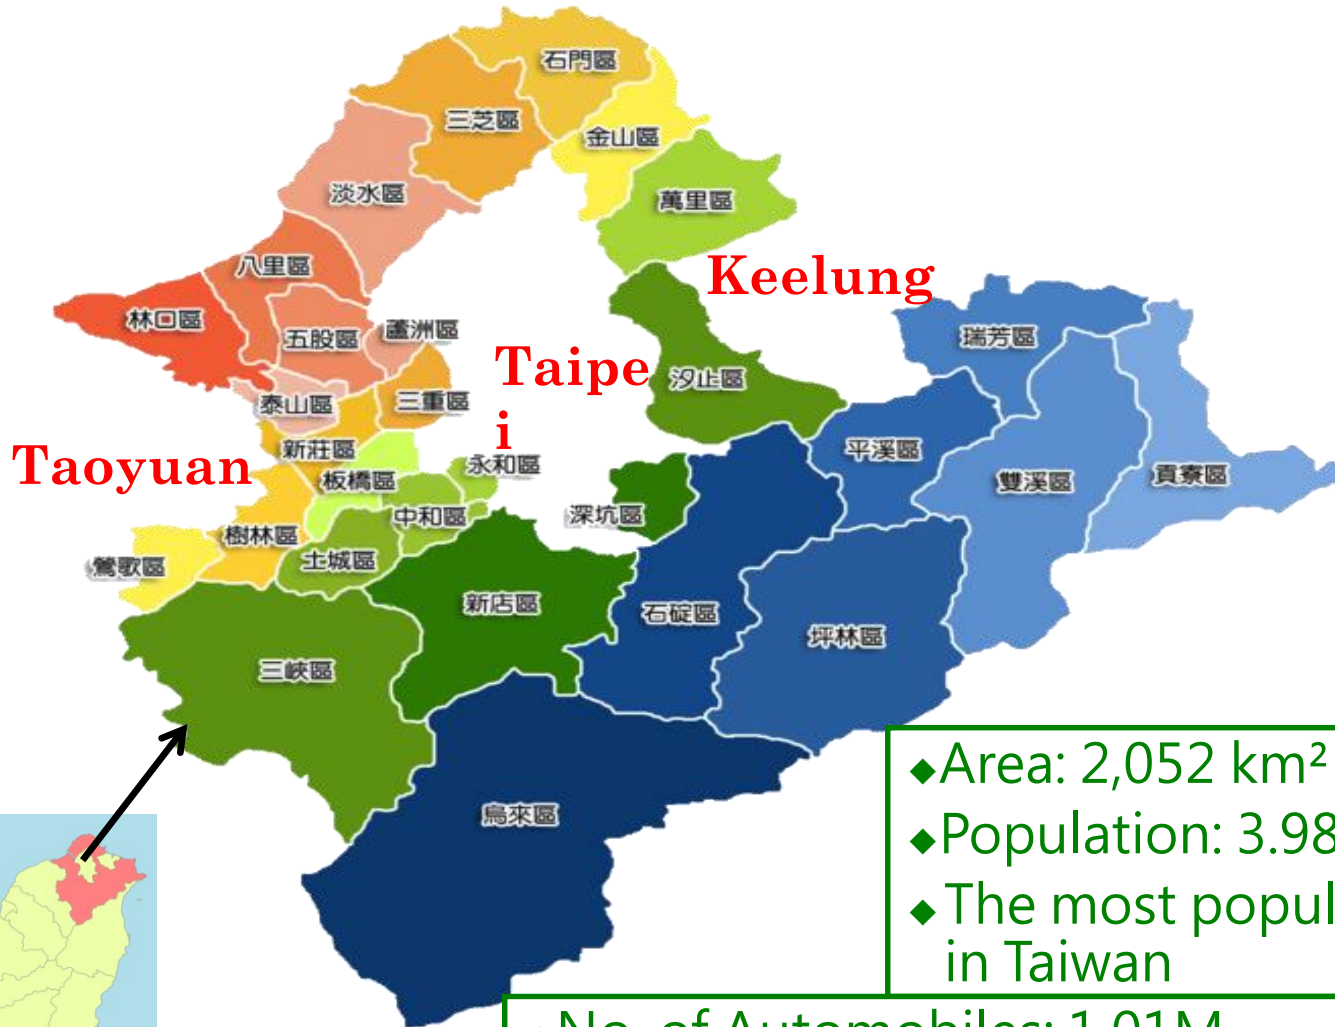 石門區
三芝區
金山區
淡水區
萬里區
八里區
Keelung
林口區
五股區
蘆洲區
瑞芳區
Taipe
i
汐止區
泰山區
三重區
新莊區
平溪區
Taoyuan
板橋區
永和區
雙溪區
貢寮區
中和區
深坑區
樹林區
土城區
鶯歌區
新店區
石碇區
坪林區
三峽區
烏來區
◆Area: 2,052 km²
◆Population: 3.98
◆The most popul
in Taiwan
No. of Automobiles: 1.01M